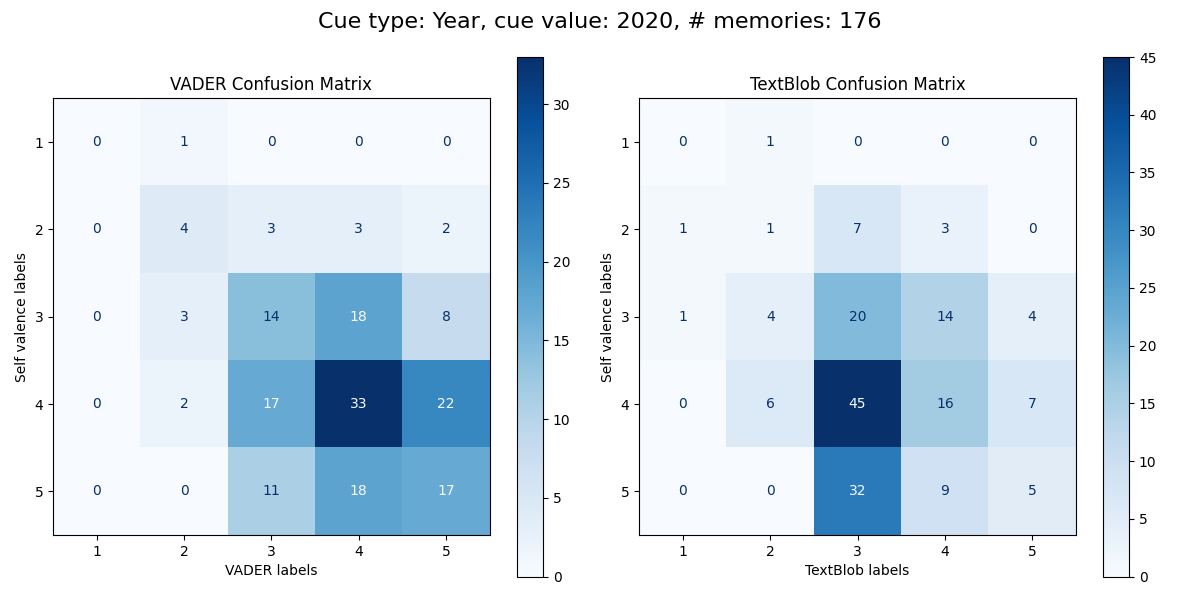 Cue type: Year, cue value: 2020, # memories: 176
VADER Confusion Matrix
Self valence labels
1 0 1 0 0 0
2 0 4 3 3 2
3 0 3 14 18 8
4 0 2 17 33 22
5 0 0 11 18 17
1 2 3 4 5
VADER labels
30
25
20
15
10
5
0
TextBlob Confusion Matrix
Self valence labels
1 0 1 0 0 0
2 1 1 7 3 0
3 1 4 20 14 4
4 0 6 45 16 7
5 0 0 32 9 5
1 2 3 4 5
TextBlob labels
45
40
35
30
25
20
15
10
5
0